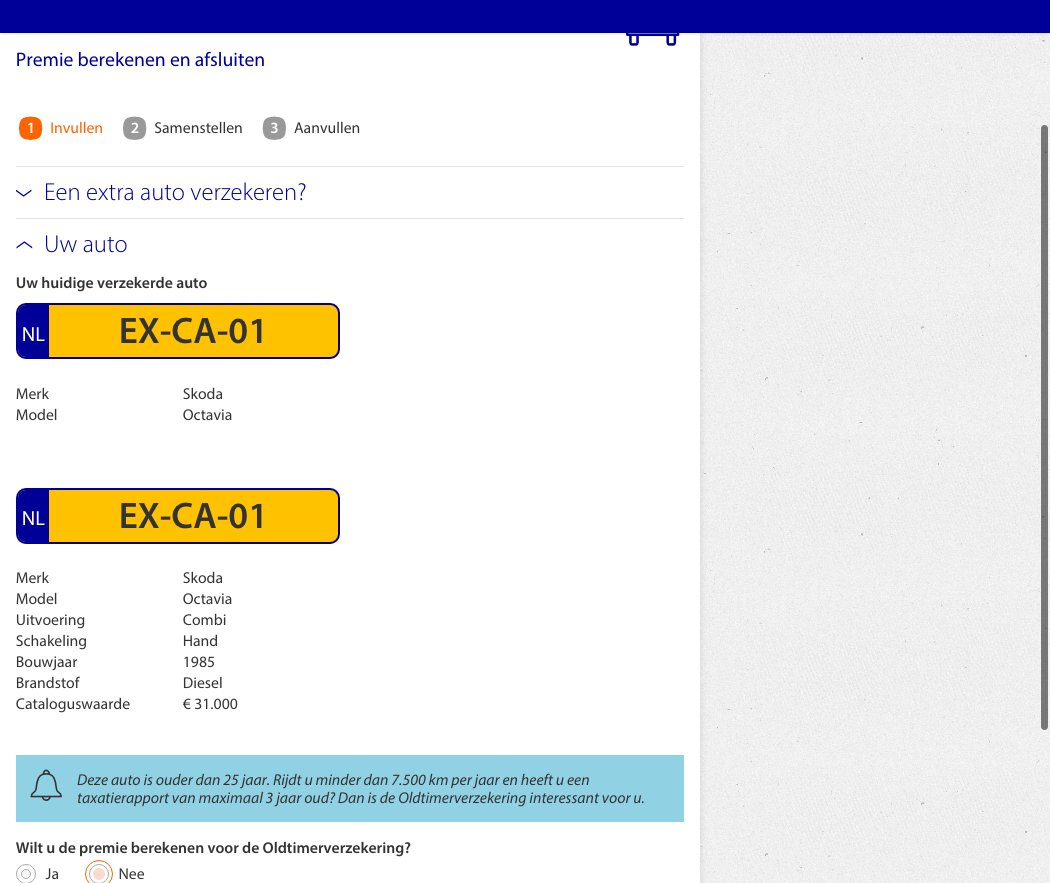 Premie berekenen en afsluiten
1 Invullen 2 Samenstellen 3 Aanvullen
Een extra auto verzekeren?
Uw auto
Uw huidige verzekerde auto
NL EX-CA-01
Merk Skoda
Model Octavia
NL EX-CA-01
Merk Skoda
Model Octavia
Uitvoering Combi
Schakeling Hand
Bouwjaar 1985
Brandstof Diesel
Cataloguswaarde € 31.000
Deze auto is ouder dan 25 jaar. Rijdt u minder dan 7.500 km per jaar en heeft u een
taxatierapport van maximaal 3 jaar oud? Dan is de Oldtimerverzekering interessant voor u.
Wilt u de premie berekenen voor de Oldtimerverzekering?
Ja Nee